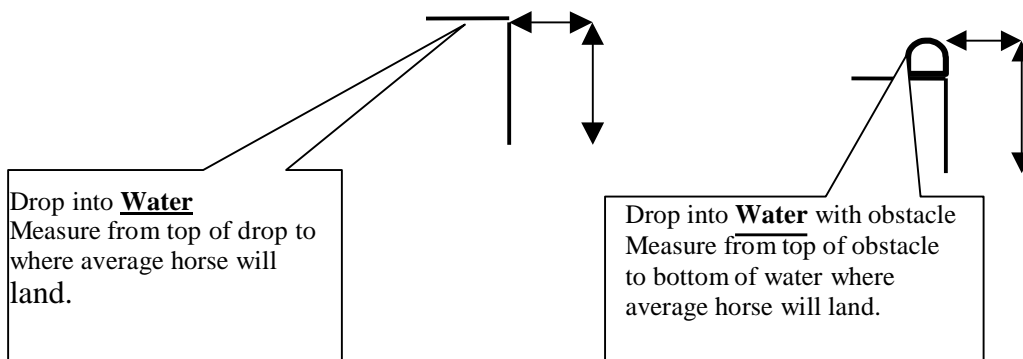 Drop into Water
Measure from top of drop to
where average horse will
land.
Drop into Water with obstacle
Measure from top of obstacle
to bottom of water where
average horse will land.